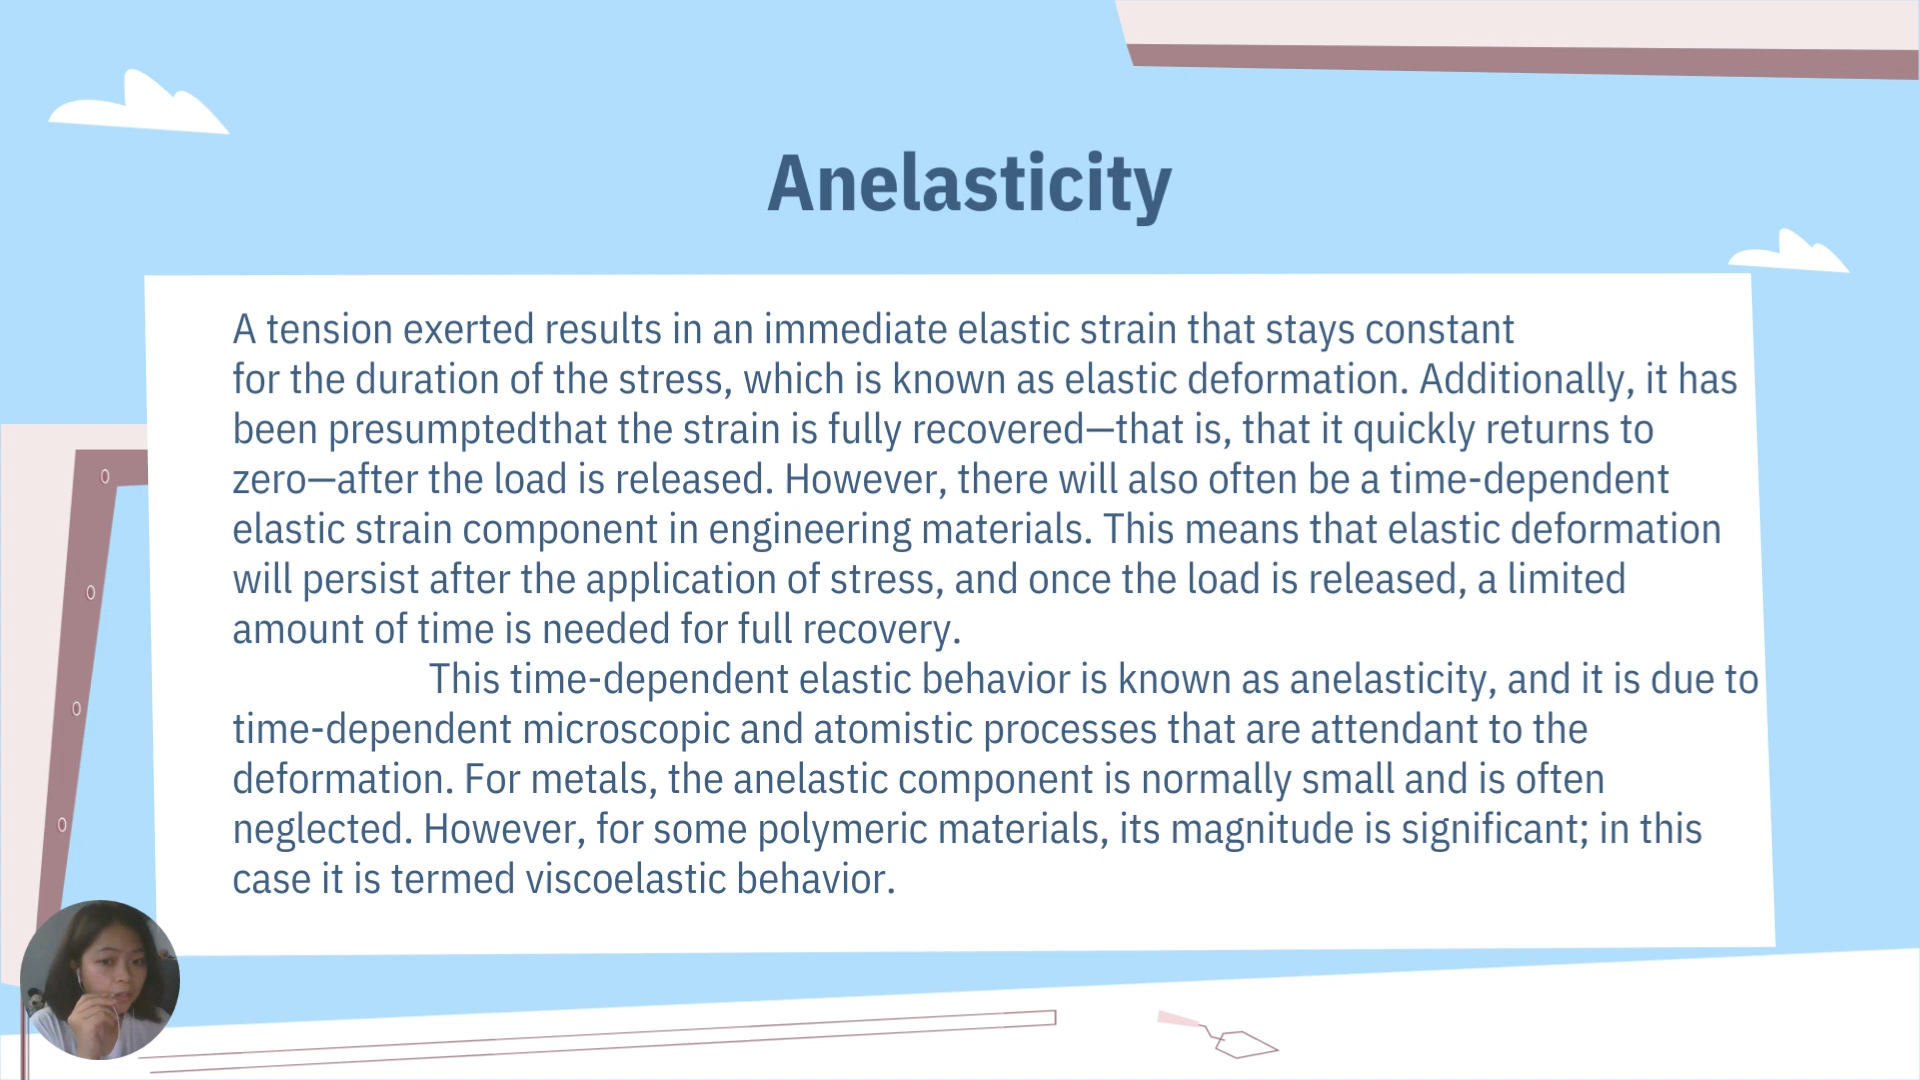 Anelasticity
A tension exerted results in an immediate elastic strain that stays constant
for the duration of the stress, which is known as elastic deformation. Additionally, it has
been presumptedthat the strain is fully recovered—that is, that it quickly returns to
zero—after the load is released. However, there will also often be a time-dependent
elastic strain component in engineering materials. This means that elastic deformation
will persist after the application of stress, and once the load is released, a limited
amount of time is needed for full recovery.
This time-dependent elastic behavior is known as anelasticity, and it is due to
time-dependent microscopic and atomistic processes that are attendant to the
deformation. For metals, the anelastic component is normally small and is often
neglected. However, for some polymeric materials, its magnitude is significant; in this
case it is termed viscoelastic behavior.